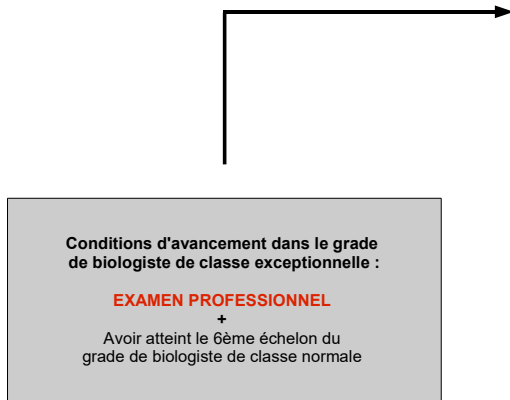 Conditions d'avancement dans le grade
de biologiste de classe exceptionnelle :
EXAMEN PROFESSIONNEL
+
Avoir atteint le 6ème échelon du
grade de biologiste de classe normale